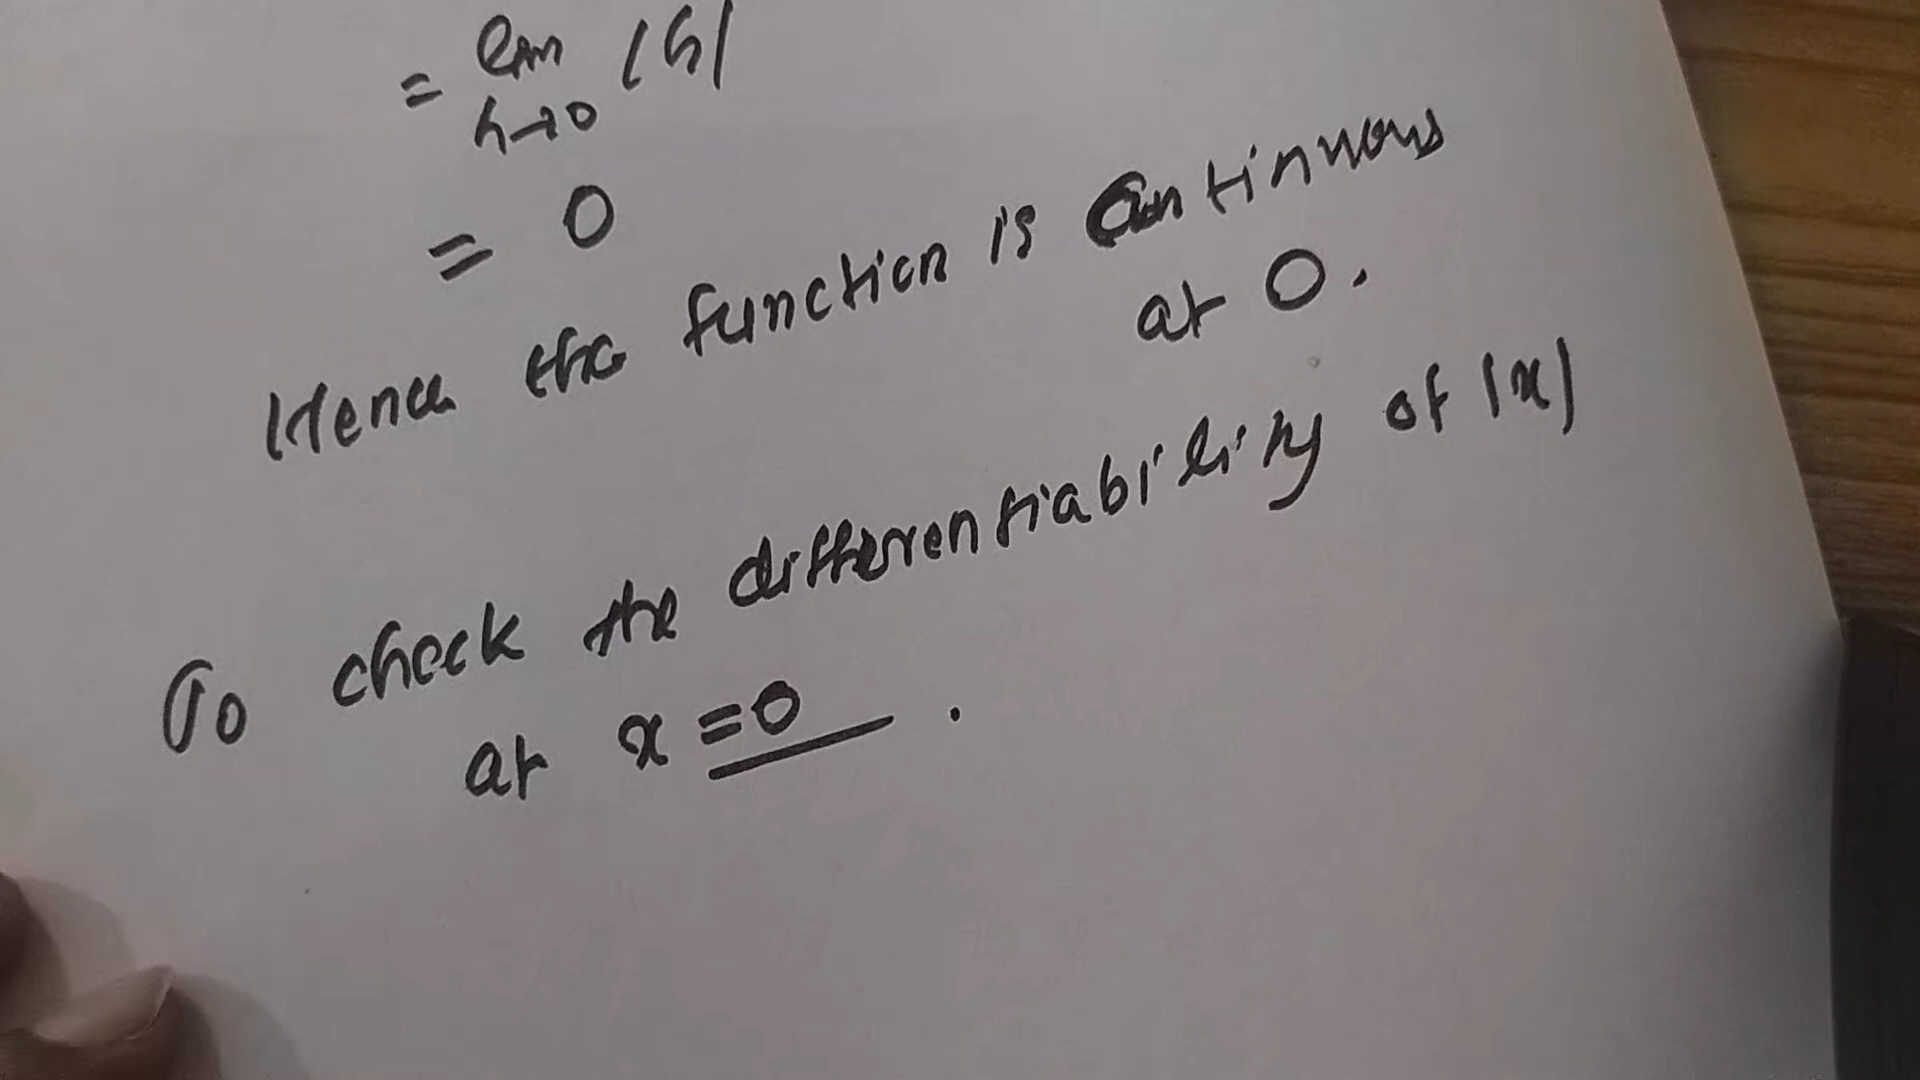 = lim |h|
h→0
= 0
Hence the function is continuous
at 0.
To check the differentiability of |x|
at x = 0.